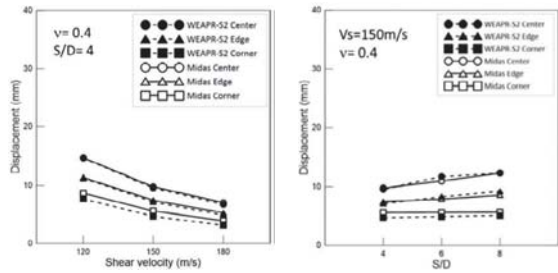 ν= 0.4
S/D= 4
WEAPR-S2 Center
WEAPR-S2 Edge
WEAPR-S2 Corner
Midas Center
Midas Edge
Midas Corner
Displacement (mm)
40
30
20
10
0
120
150
180
Shear velocity (m/s)
Vs=150m/s
ν= 0.4
WEAPR-S2 Center
WEAPR-S2 Edge
WEAPR-S2 Corner
Midas Center
Midas Edge
Midas Corner
Displacement (mm)
40
30
20
10
0
4
6
8
S/D